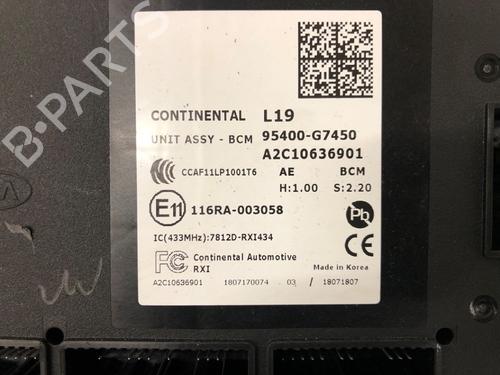 B-PARTS
CONTINENTAL L19
UNIT ASSY - BCM 95400-G7450
A2C10636901
CCAF11LP1001T6 AE BCM
H:1.00 S:2.20
E11 116RA-003058
Pb
IC(433MHz):7812D-RXI434
FC Continental Automotive
RXI
CE
Made in Korea
A2C10636901 1807170074 03 / 18071807